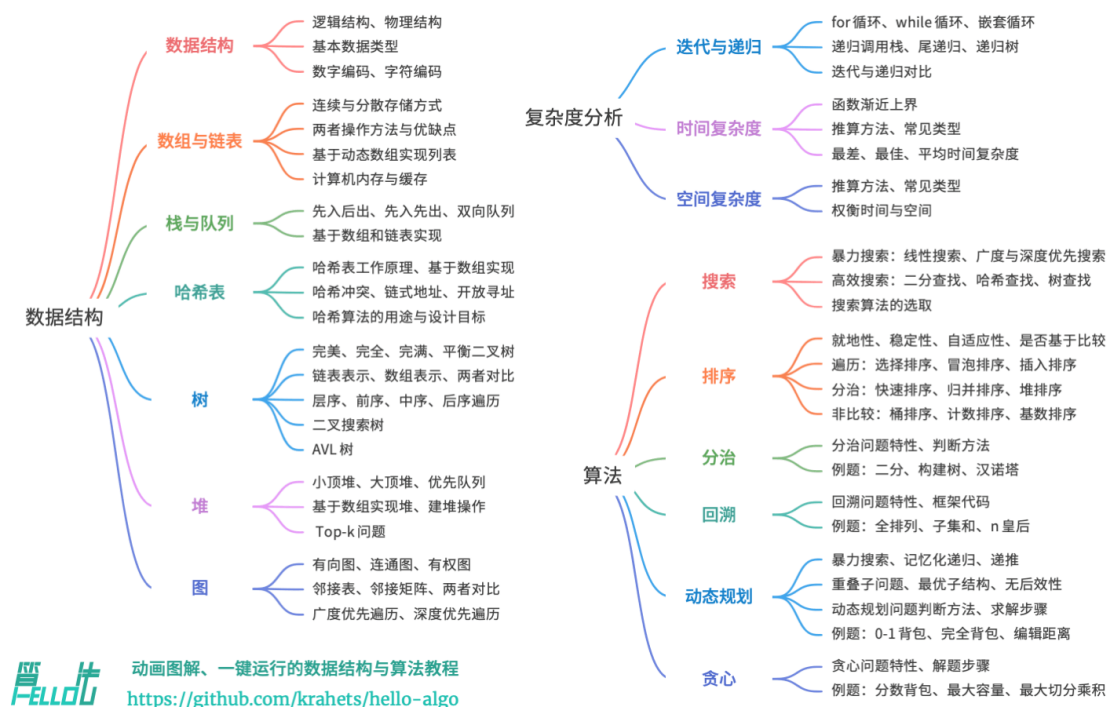 数据结构
数据结构
逻辑结构、物理结构
基本数据类型
数字编码、字符编码
数组与链表
连续与分散存储方式
两者操作方法与优缺点
基于动态数组实现列表
计算机内存与缓存
栈与队列
先入后出、先入先出、双向队列
基于数组和链表实现
哈希表
哈希表工作原理、基于数组实现
哈希冲突、链式地址、开放寻址
哈希算法的用途与设计目标
树
完美、完全、完满、平衡二叉树
链表表示、数组表示、两者对比
层序、前序、中序、后序遍历
二叉搜索树
AVL 树
堆
小顶堆、大顶堆、优先队列
基于数组实现堆、建堆操作
Top-k 问题
图
有向图、连通图、有权图
邻接表、邻接矩阵、两者对比
广度优先遍历、深度优先遍历
复杂度分析
迭代与递归
for 循环、while 循环、嵌套循环
递归调用栈、尾递归、递归树
迭代与递归对比
时间复杂度
函数渐近上界
推算方法、常见类型
最差、最佳、平均时间复杂度
空间复杂度
推算方法、常见类型
权衡时间与空间
算法
搜索
暴力搜索：线性搜索、广度与深度优先搜索
高效搜索：二分查找、哈希查找、树查找
搜索算法的选取
排序
就地性、稳定性、自适应性、是否基于比较
遍历：选择排序、冒泡排序、插入排序
分治：快速排序、归并排序、堆排序
非比较：桶排序、计数排序、基数排序
分治
分治问题特性、判断方法
例题：二分、构建树、汉诺塔
回溯
回溯问题特性、框架代码
例题：全排列、子集和、n 皇后
动态规划
暴力搜索、记忆化递归、递推
重叠子问题、最优子结构、无后效性
动态规划问题判断方法、求解步骤
例题：0-1 背包、完全背包、编辑距离
贪心
贪心问题特性、解题步骤
例题：分数背包、最大容量、最大切分乘积
HELLO算法
动画图解、一键运行的数据结构与算法教程
https://github.com/krahets/hello-algo